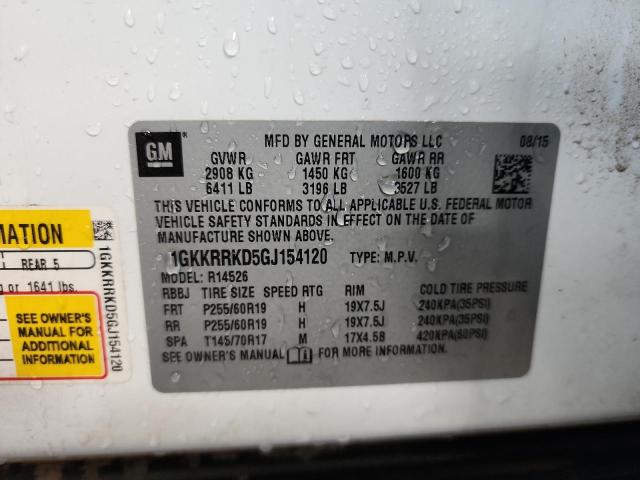 GM
MFD BY GENERAL MOTORS LLC 08/15
GVWR GAWR FRT GAWR RR
2908 KG 1450 KG 1600 KG
6411 LB 3196 LB 3527 LB
THIS VEHICLE CONFORMS TO ALL APPLICABLE U.S. FEDERAL MOTOR
VEHICLE SAFETY STANDARDS IN EFFECT ON THE DATE OF
MANUFACTURE SHOWN ABOVE.
1GKKRRKD5GJ154120 TYPE: M.P.V.
MODEL: R14526
RBBJ TIRE SIZE SPEED RTG RIM COLD TIRE PRESSURE
FRT P255/60R19 H 19X7.5J 240KPA(35PSI)
RR P255/60R19 H 19X7.5J 240KPA(35PSI)
SPA T145/70R17 M 17X4.5B 420KPA(60PSI)
SEE OWNER'S MANUAL FOR MORE INFORMATION.
MATION
REAR 5
g or 1641 lbs.
SEE OWNER'S
MANUAL FOR
ADDITIONAL
INFORMATION
1GKKRRKD5GJ154120